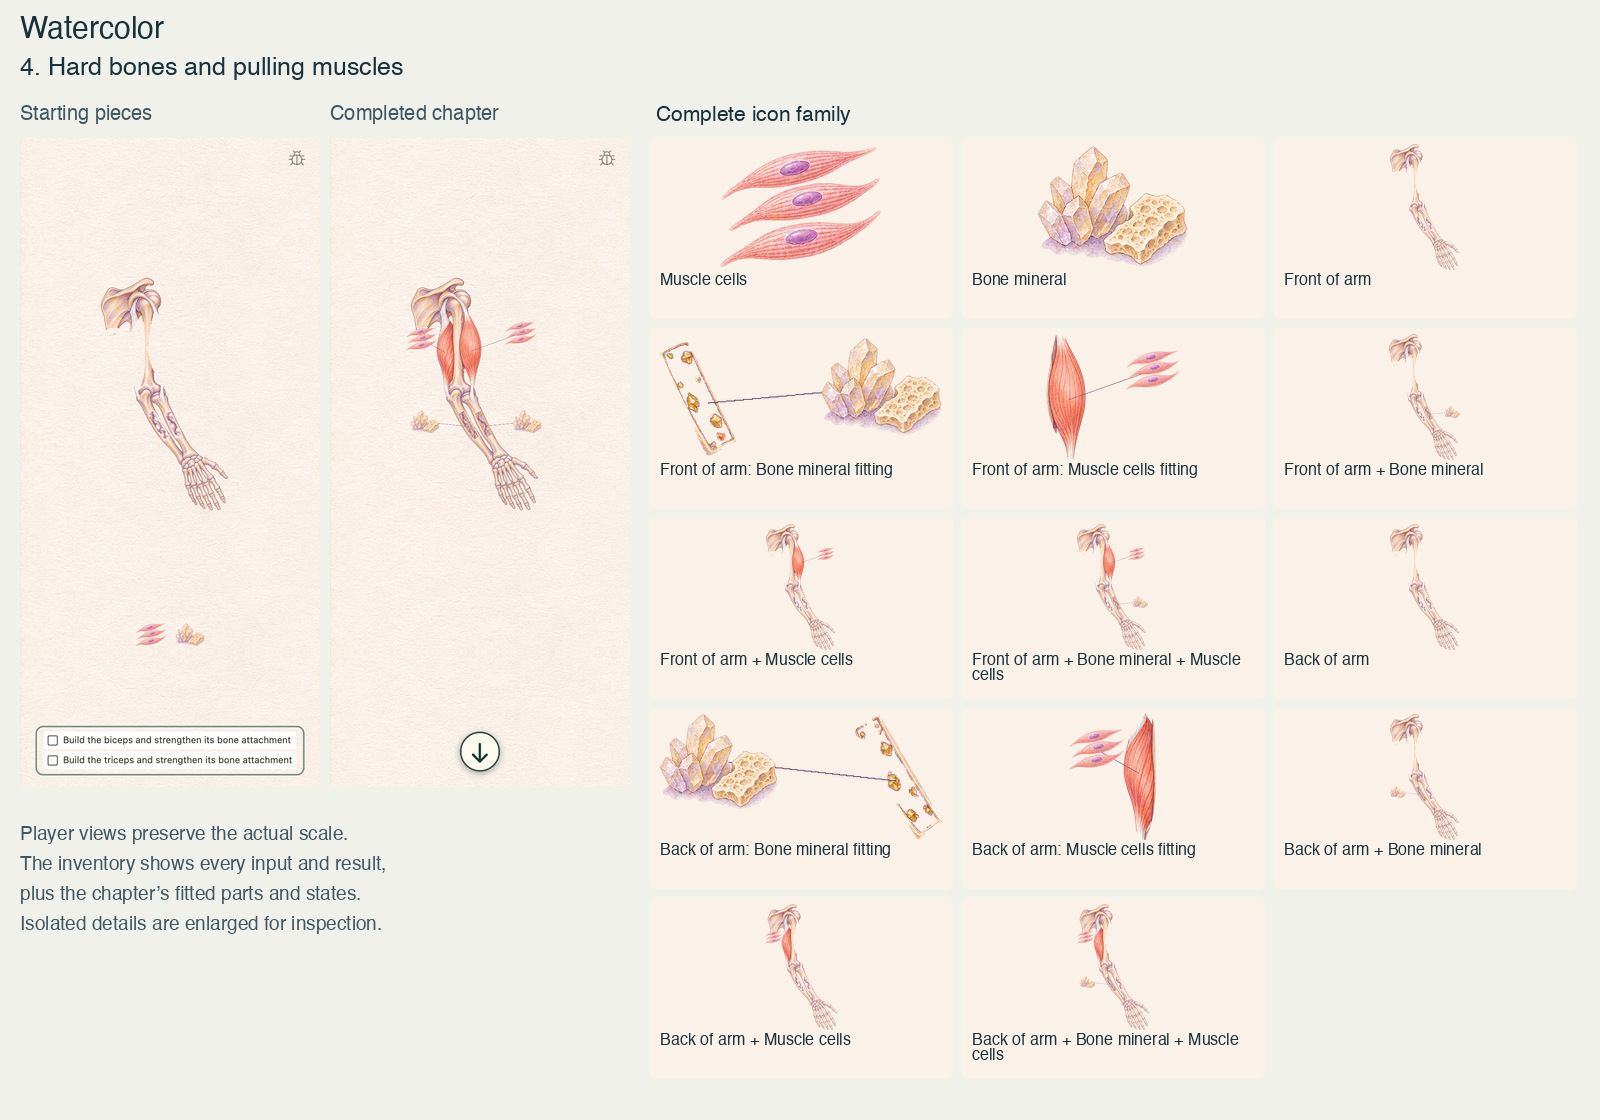 Watercolor
4. Hard bones and pulling muscles
Starting pieces
Completed chapter
Complete icon family
Build the biceps and strengthen its bone attachment
Build the triceps and strengthen its bone attachment
Player views preserve the actual scale.
The inventory shows every input and result,
plus the chapter’s fitted parts and states.
Isolated details are enlarged for inspection.
Muscle cells
Bone mineral
Front of arm
Front of arm: Bone mineral fitting
Front of arm: Muscle cells fitting
Front of arm + Bone mineral
Front of arm + Muscle cells
Front of arm + Bone mineral + Muscle
cells
Back of arm
Back of arm: Bone mineral fitting
Back of arm: Muscle cells fitting
Back of arm + Bone mineral
Back of arm + Muscle cells
Back of arm + Bone mineral + Muscle
cells